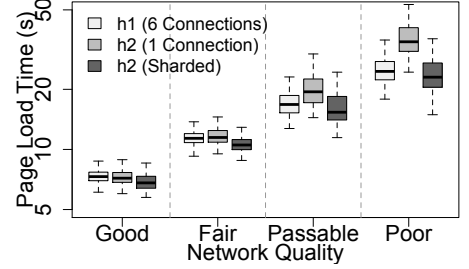 Page Load Time (s)
50
20
10
5
h1 (6 Connections)
h2 (1 Connection)
h2 (Sharded)
Good Fair Passable Poor
Network Quality